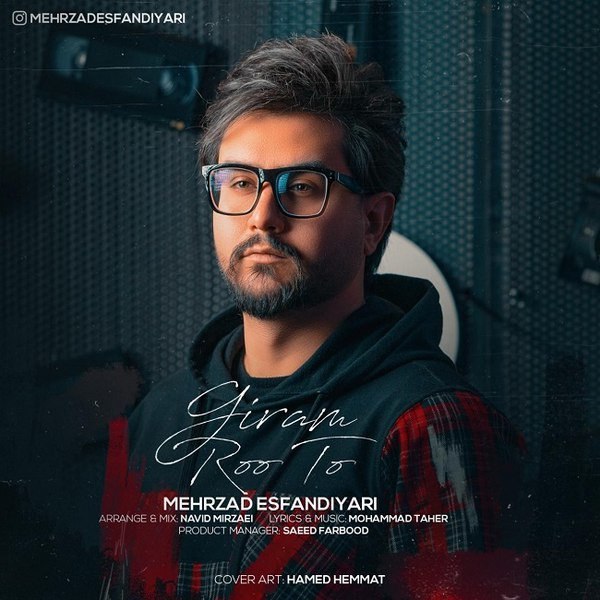 MEHRZADESFANDIYARI
Giram
Roo To
MEHRZAD ESFANDIYARI
ARRANGE & MIX: NAVID MIRZAEI LYRICS & MUSIC: MOHAMMAD TAHER
PRODUCT MANAGER: SAEED FARBOOD
COVER ART: HAMED HEMMAT